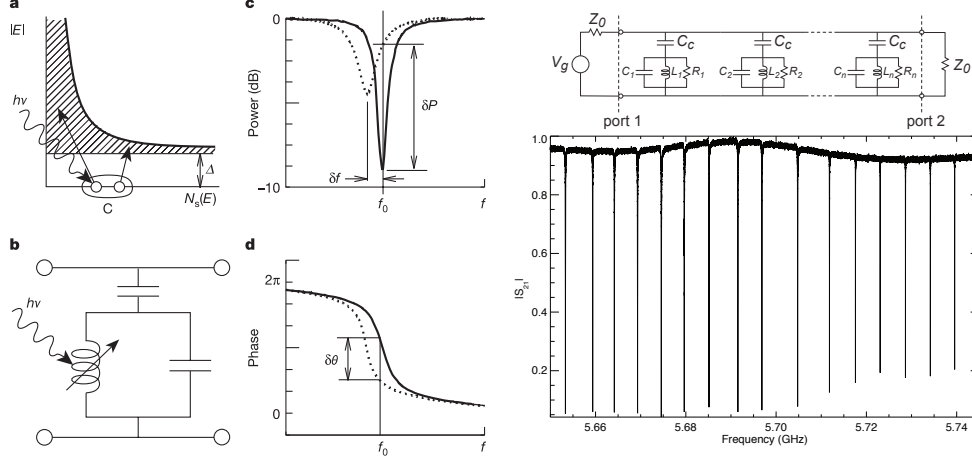 a
|E|
hν
Δ
N_s(E)
C
b
hν
c
0
Power (dB)
δP
δf
−10
f_0
f
d
2π
Phase
δθ
0
f_0
f
Z_0
V_g
C_c
C_c
C_c
C_1 L_1 R_1
C_2 L_2 R_2
C_n L_n R_n
Z_0
port 1
port 2
1.0
0.8
|S_21|
0.6
0.4
0.2
5.66 5.68 5.70 5.72 5.74
Frequency (GHz)